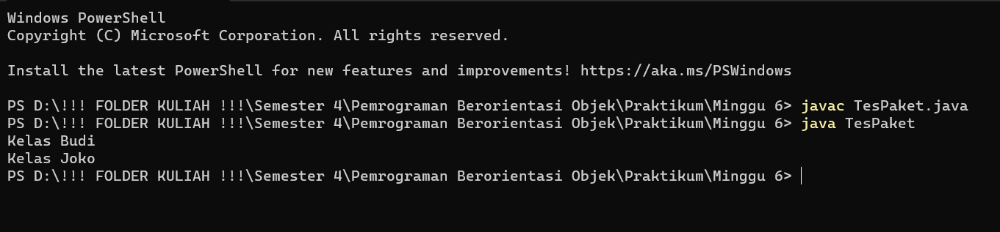 Windows PowerShell
Copyright (C) Microsoft Corporation. All rights reserved.
Install the latest PowerShell for new features and improvements! https://aka.ms/PSWindows
PS D:\!!! FOLDER KULIAH !!!\Semester 4\Pemrograman Berorientasi Objek\Praktikum\Minggu 6> javac TesPaket.java
PS D:\!!! FOLDER KULIAH !!!\Semester 4\Pemrograman Berorientasi Objek\Praktikum\Minggu 6> java TesPaket
Kelas Budi
Kelas Joko
PS D:\!!! FOLDER KULIAH !!!\Semester 4\Pemrograman Berorientasi Objek\Praktikum\Minggu 6>